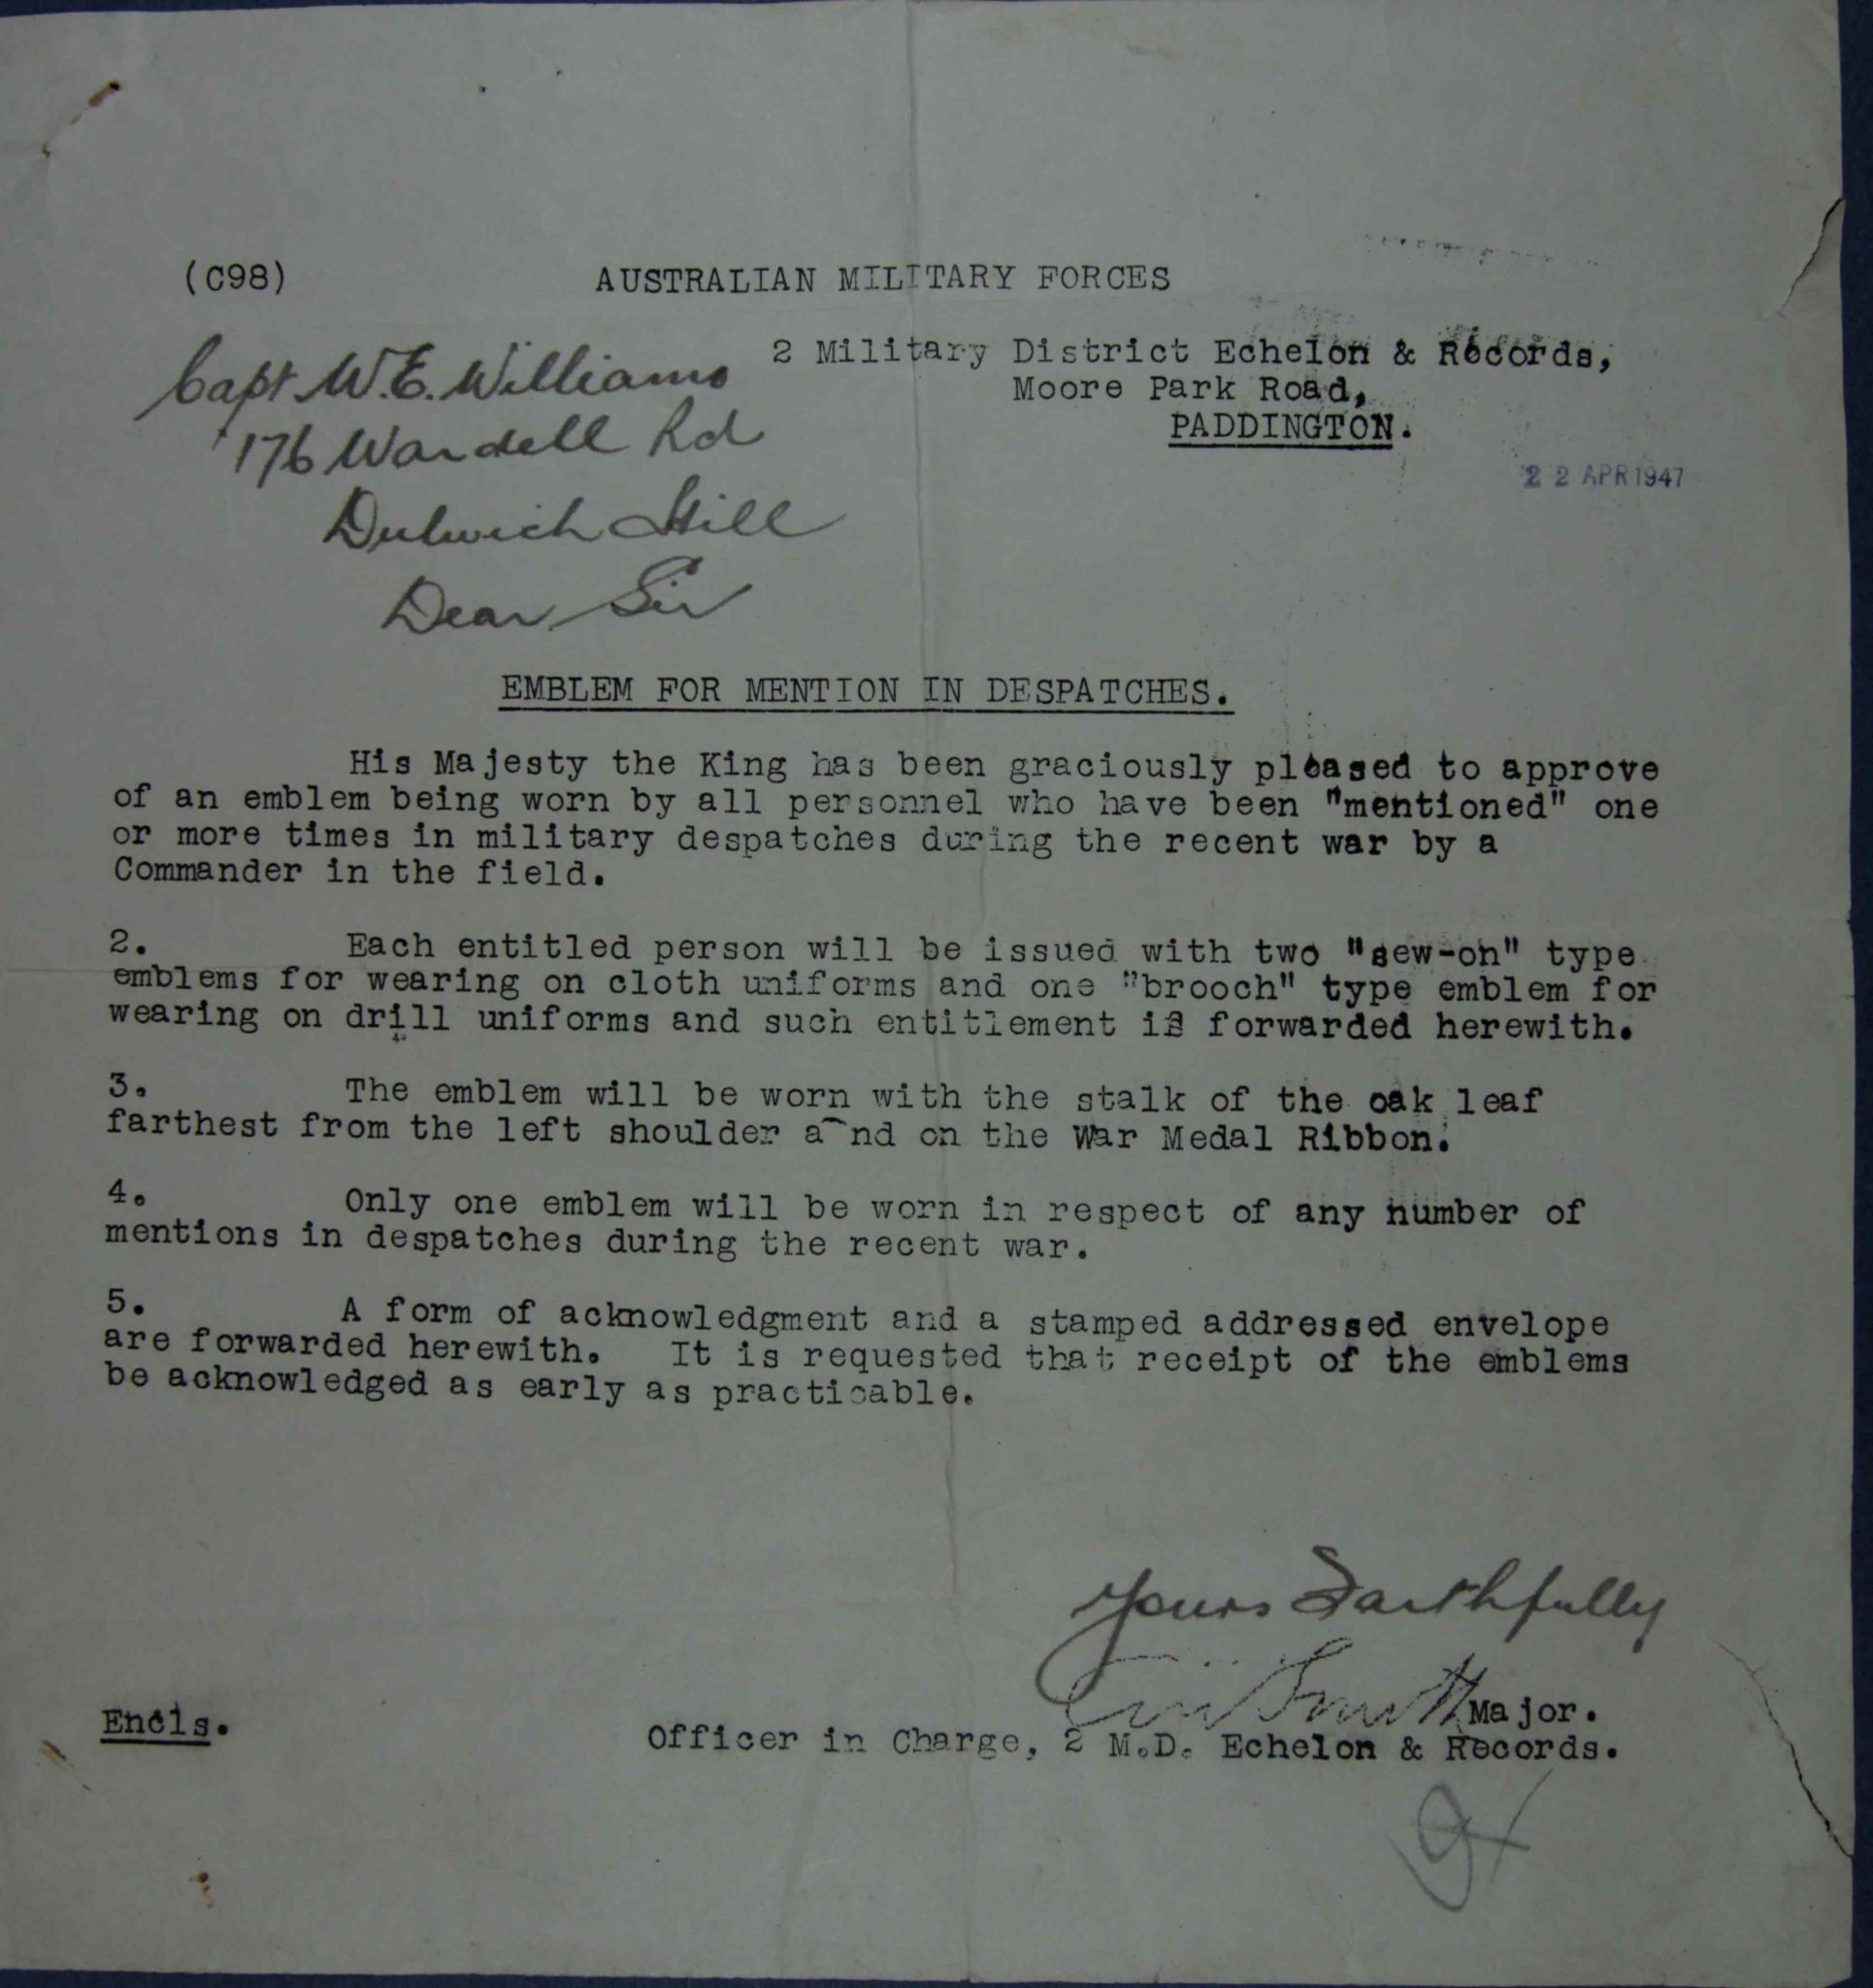 (C98)
AUSTRALIAN MILITARY FORCES
2 Military District Echelon & Records,
Moore Park Road,
PADDINGTON.
22 APR 1947
Capt W.E. Williams
176 Wardell Rd
Dulwich Hill
Dear Sir
EMBLEM FOR MENTION IN DESPATCHES.
His Majesty the King has been graciously pleased to approve
of an emblem being worn by all personnel who have been "mentioned" one
or more times in military despatches during the recent war by a
Commander in the field.
2. Each entitled person will be issued with two "sew-on" type
emblems for wearing on cloth uniforms and one "brooch" type emblem for
wearing on drill uniforms and such entitlement is forwarded herewith.
3. The emblem will be worn with the stalk of the oak leaf
farthest from the left shoulder a nd on the War Medal Ribbon.
4. Only one emblem will be worn in respect of any number of
mentions in despatches during the recent war.
5. A form of acknowledgment and a stamped addressed envelope
are forwarded herewith. It is requested that receipt of the emblems
be acknowledged as early as practicable.
Yours Faithfully
Major.
Encls.
Officer in Charge, 2 M.D. Echelon & Records.